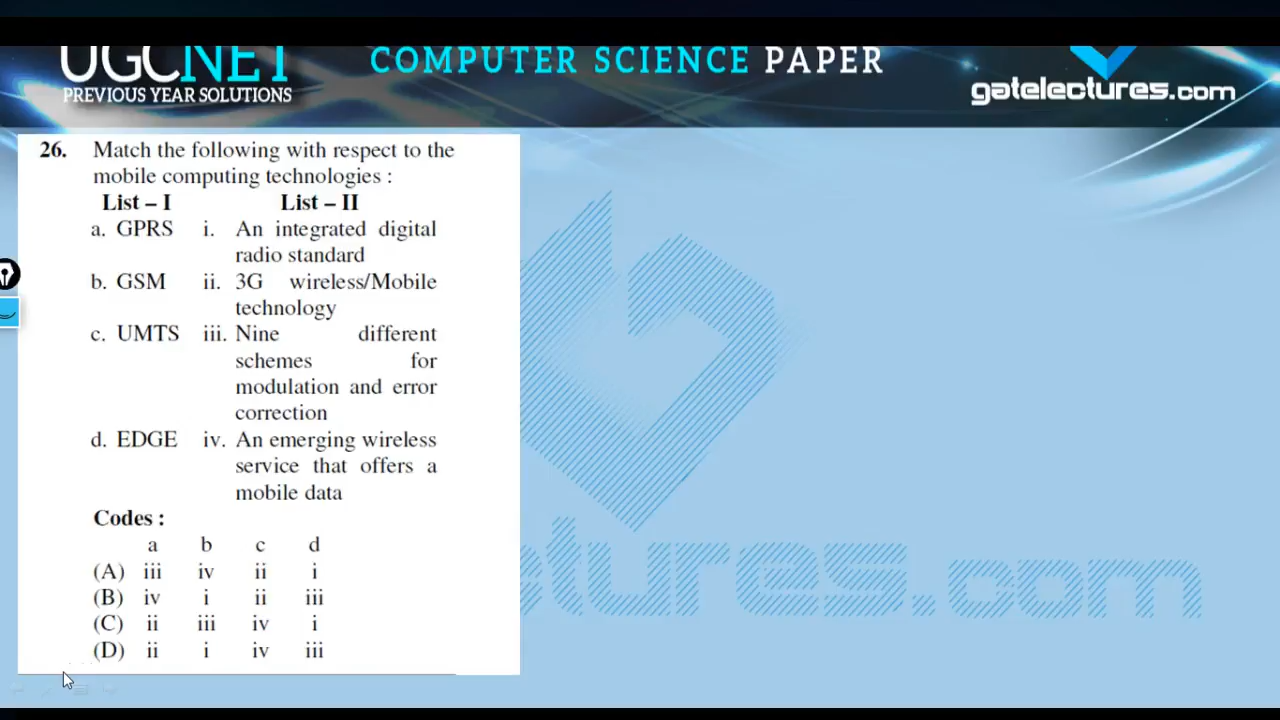 UGCNET
PREVIOUS YEAR SOLUTIONS
COMPUTER SCIENCE PAPER
gatelectures.com
26. Match the following with respect to the
mobile computing technologies :
List – I List – II
a. GPRS i. An integrated digital
radio standard
b. GSM ii. 3G wireless/Mobile
technology
c. UMTS iii. Nine different
schemes for
modulation and error
correction
d. EDGE iv. An emerging wireless
service that offers a
mobile data
Codes :
a b c d
(A) iii iv ii i
(B) iv i ii iii
(C) ii iii iv i
(D) ii i iv iii
ctures.com